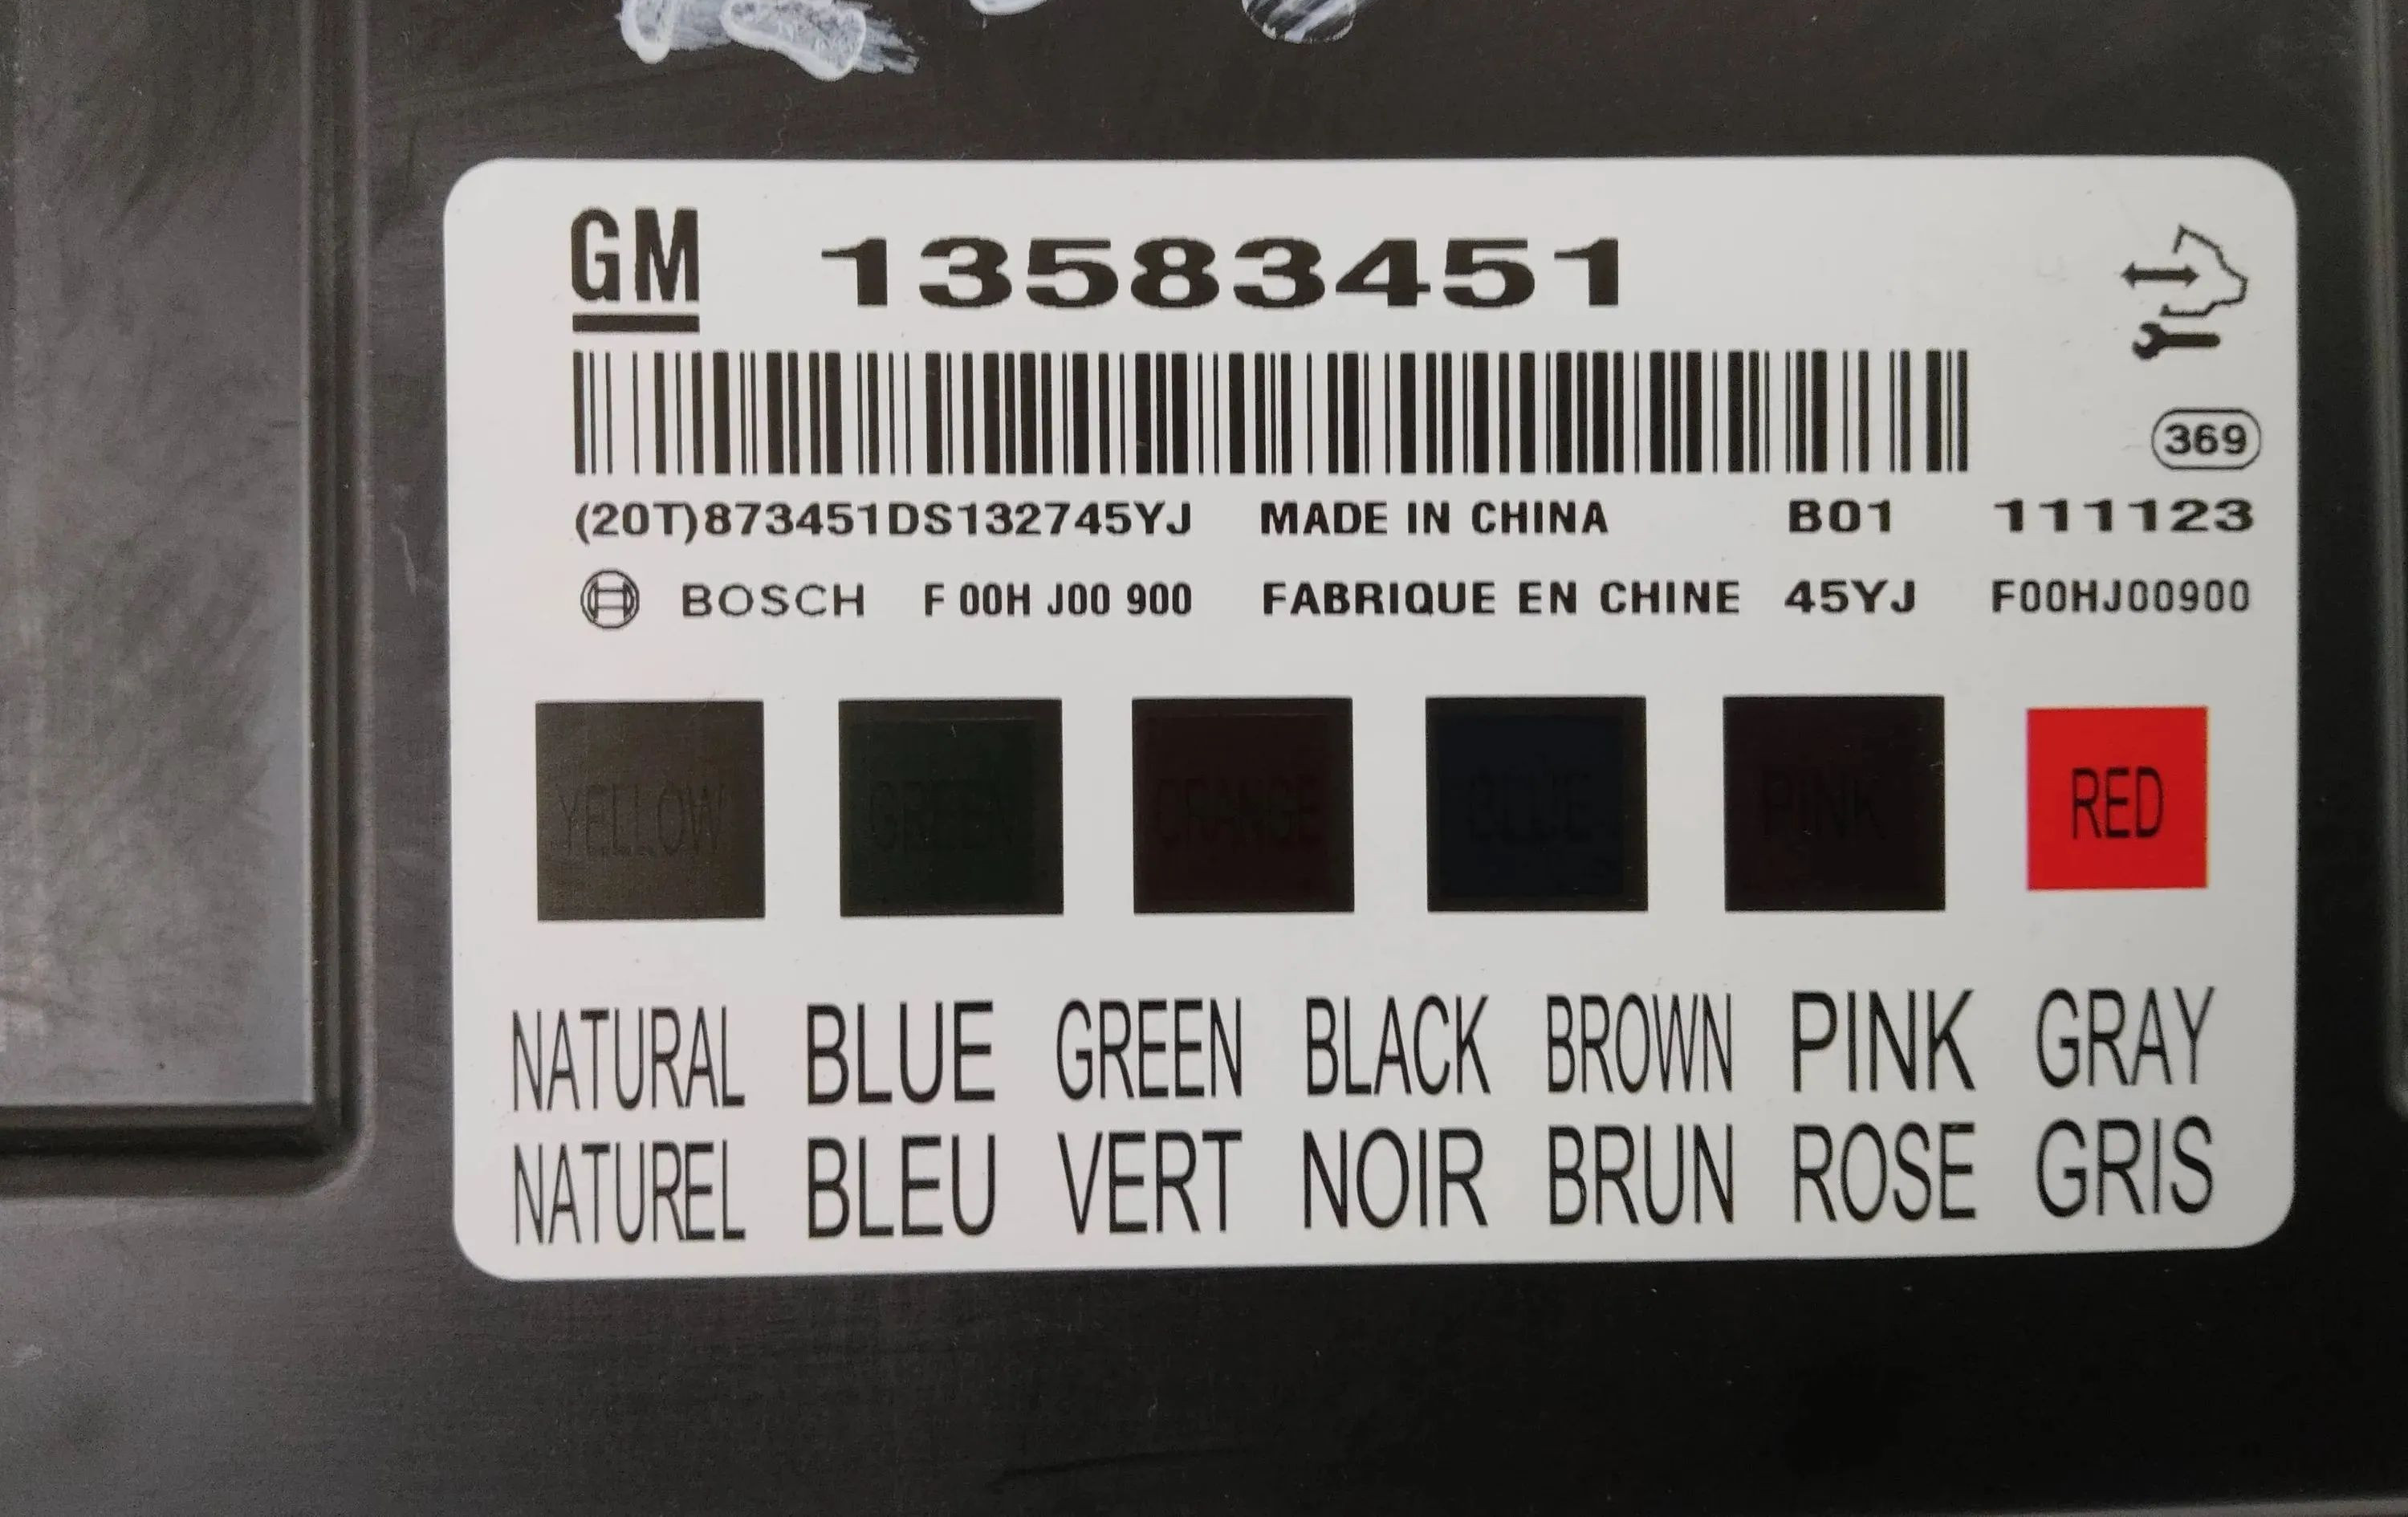 GM 13583451
369
(20T)873451DS132745YJ MADE IN CHINA B01 111123
BOSCH F 00H J00 900 FABRIQUE EN CHINE 45YJ F00HJ00900
YELLOW GREEN ORANGE BLUE PINK RED
NATURAL BLUE GREEN BLACK BROWN PINK GRAY
NATUREL BLEU VERT NOIR BRUN ROSE GRIS